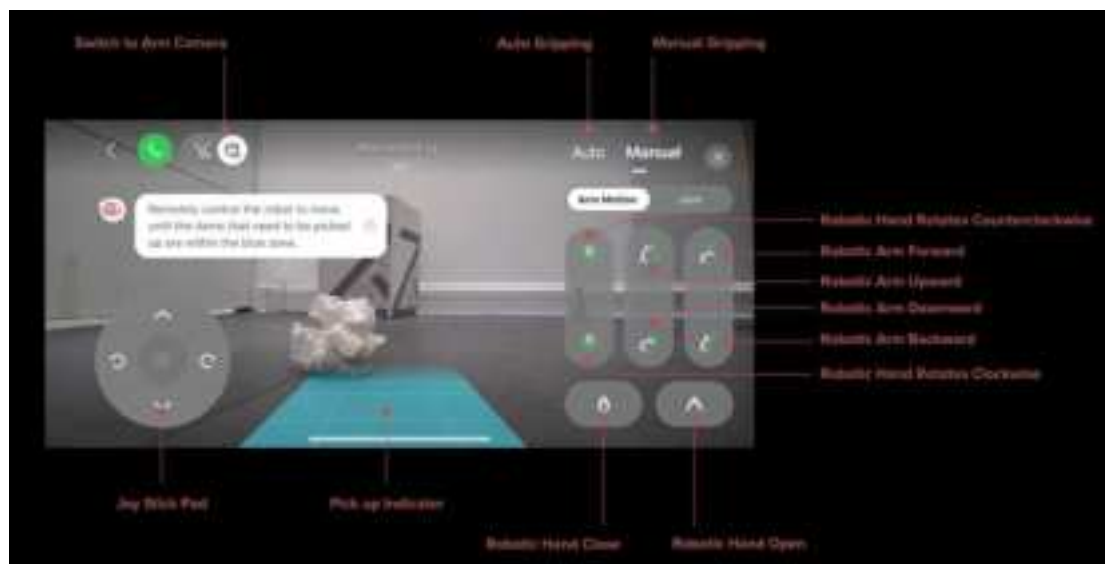 Switch to Arm Camera
Auto Gripping
Manual Gripping
Auto
Manual
Arm Motion
Remotely control the robot to move
until the items that need to be picked
up are within the blue zone.
Robotic Hand Rotates Counterclockwise
Robotic Arm Forward
Robotic Arm Upward
Robotic Arm Downward
Robotic Arm Backward
Robotic Hand Rotates Clockwise
Joy Stick Pad
Pick-up Indicator
Robotic Hand Close
Robotic Hand Open